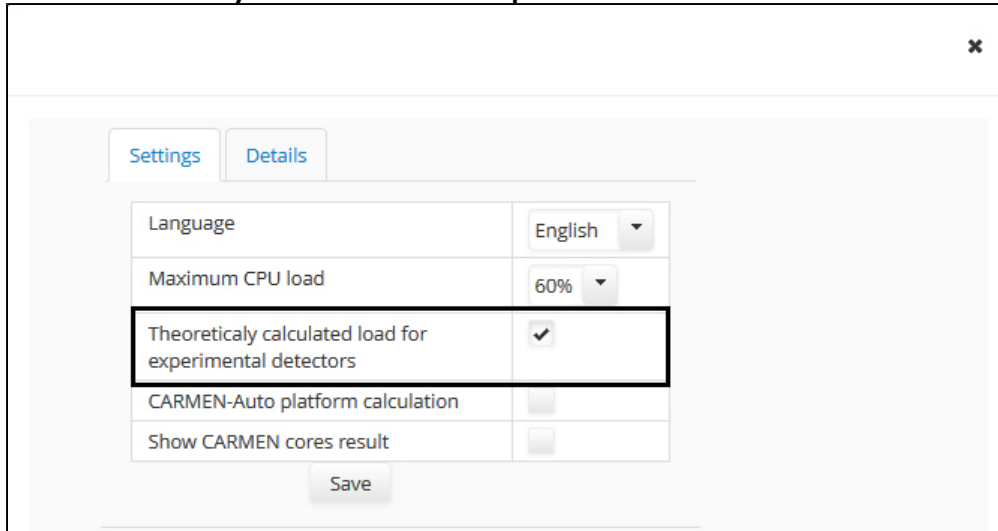 Settings Details
Language English
Maximum CPU load 60%
Theoreticaly calculated load for
experimental detectors
CARMEN-Auto platform calculation
Show CARMEN cores result
Save